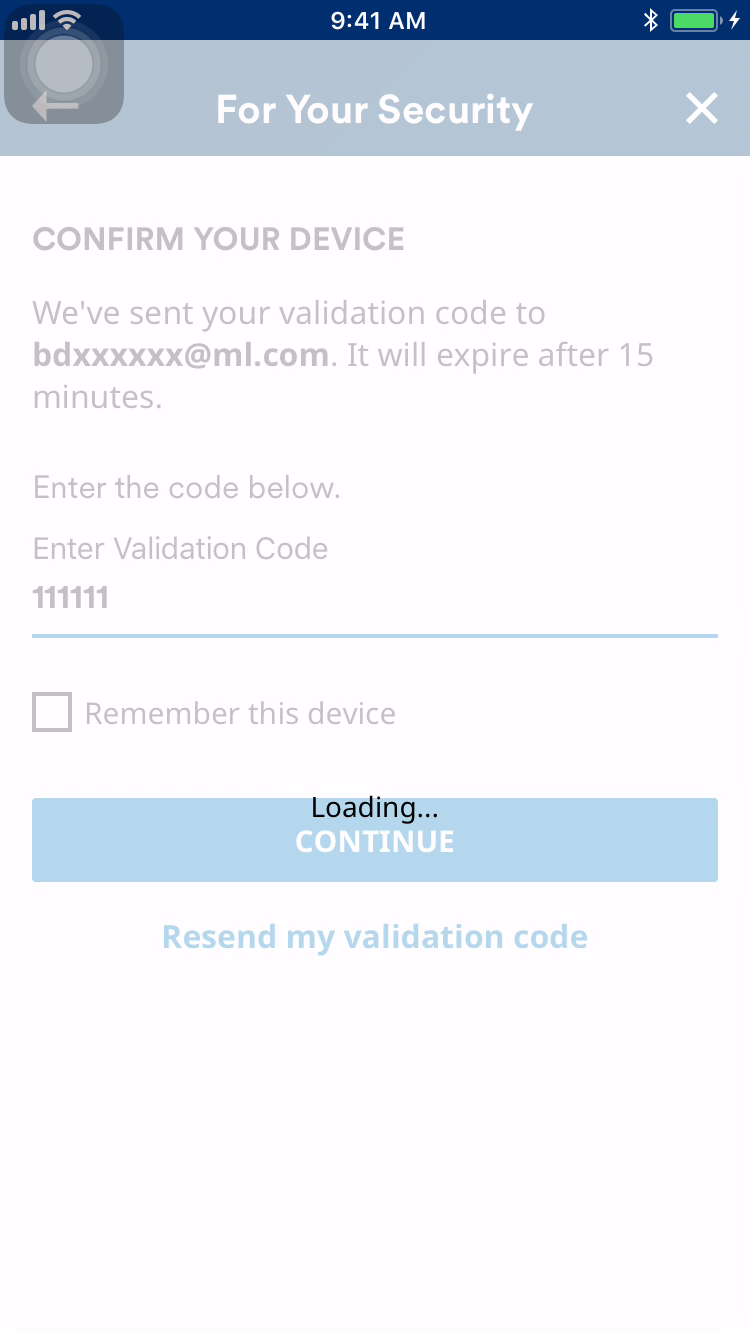 9:41 AM
For Your Security
CONFIRM YOUR DEVICE
We've sent your validation code to
bdxxxxxx@ml.com. It will expire after 15
minutes.
Enter the code below.
Enter Validation Code
111111
Remember this device
Loading...
CONTINUE
Resend my validation code